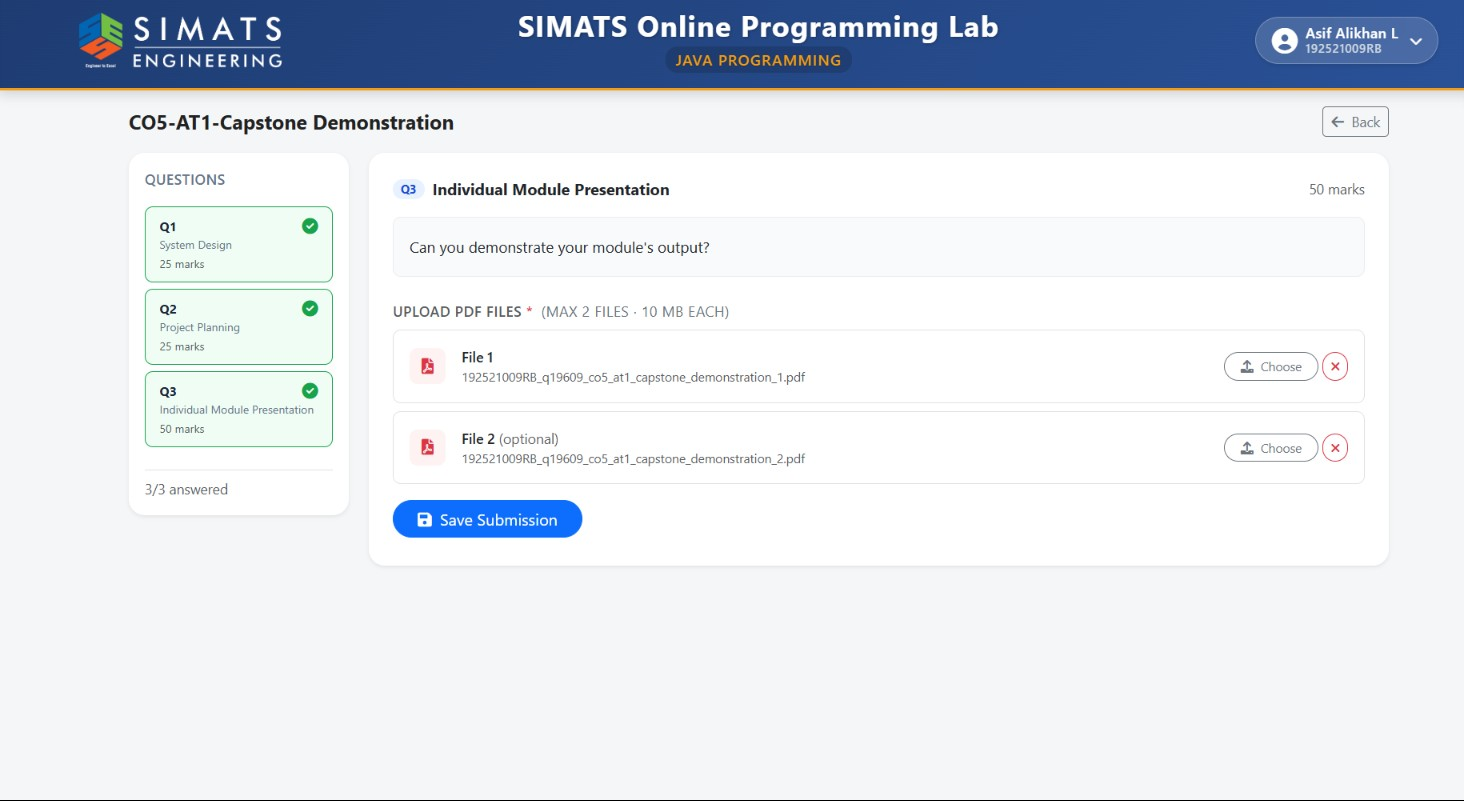 SIMATS
ENGINEERING
Engineer to Excel
SIMATS Online Programming Lab
JAVA PROGRAMMING
Asif Alikhan L
192521009RB
CO5-AT1-Capstone Demonstration
Back
QUESTIONS
Q1
System Design
25 marks
Q2
Project Planning
25 marks
Q3
Individual Module Presentation
50 marks
3/3 answered
Q3 Individual Module Presentation 50 marks
Can you demonstrate your module's output?
UPLOAD PDF FILES * (MAX 2 FILES · 10 MB EACH)
File 1
192521009RB_q19609_co5_at1_capstone_demonstration_1.pdf
Choose
File 2 (optional)
192521009RB_q19609_co5_at1_capstone_demonstration_2.pdf
Choose
Save Submission